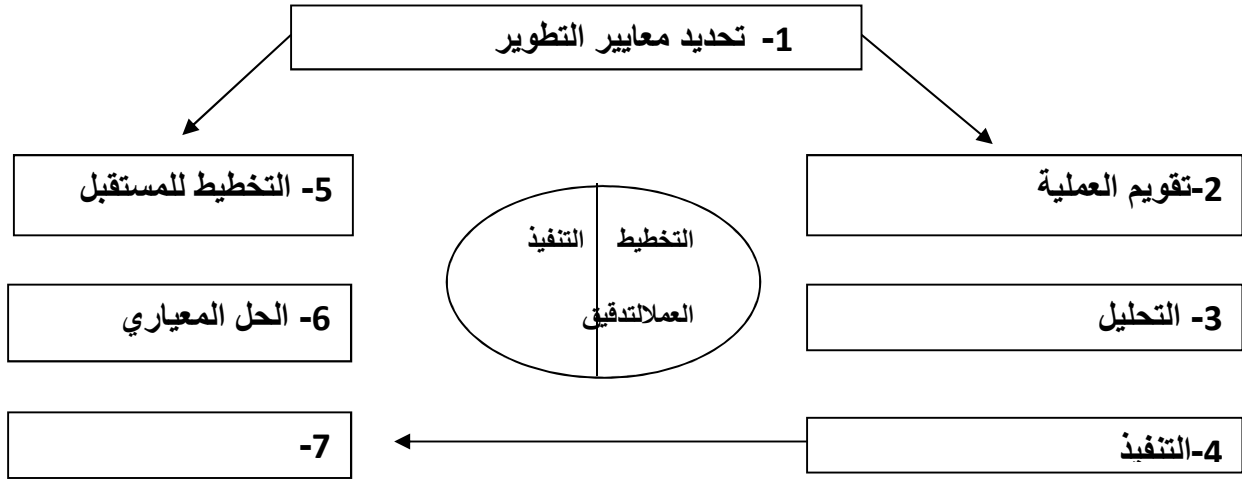 1- تحديد معايير التطوير
2-تقويم العملية
5- التخطيط للمستقبل
التخطيط
التنفيذ
3- التحليل
العملالتدقيق
6- الحل المعياري
4-التنفيذ
7-